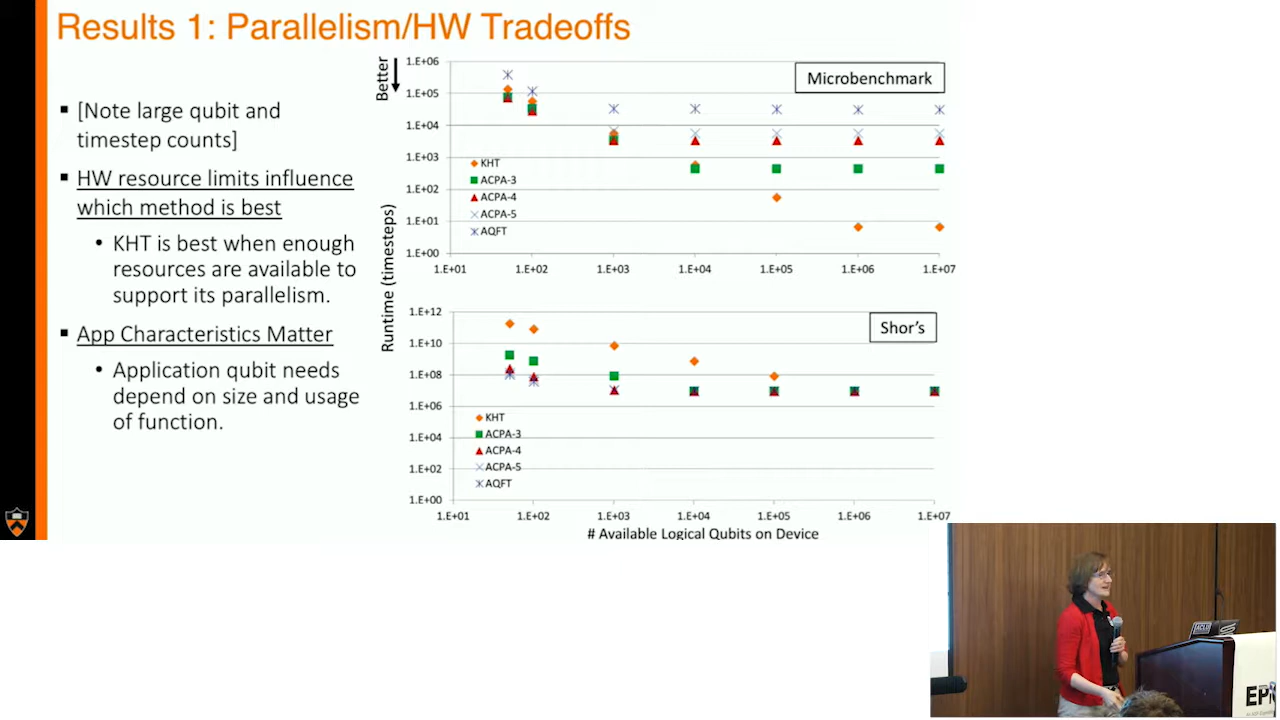 Results 1: Parallelism/HW Tradeoffs
[Note large qubit and
timestep counts]
HW resource limits influence
which method is best
KHT is best when enough
resources are available to
support its parallelism.
App Characteristics Matter
Application qubit needs
depend on size and usage
of function.
Better
Runtime (timesteps)
Microbenchmark
1.E+06
1.E+05
1.E+04
1.E+03
1.E+02
1.E+01
1.E+00
KHT
ACPA-3
ACPA-4
ACPA-5
AQFT
1.E+01 1.E+02 1.E+03 1.E+04 1.E+05 1.E+06 1.E+07
Shor's
1.E+12
1.E+10
1.E+08
1.E+06
1.E+04
1.E+02
1.E+00
KHT
ACPA-3
ACPA-4
ACPA-5
AQFT
1.E+01 1.E+02 1.E+03 1.E+04 1.E+05 1.E+06 1.E+07
# Available Logical Qubits on Device